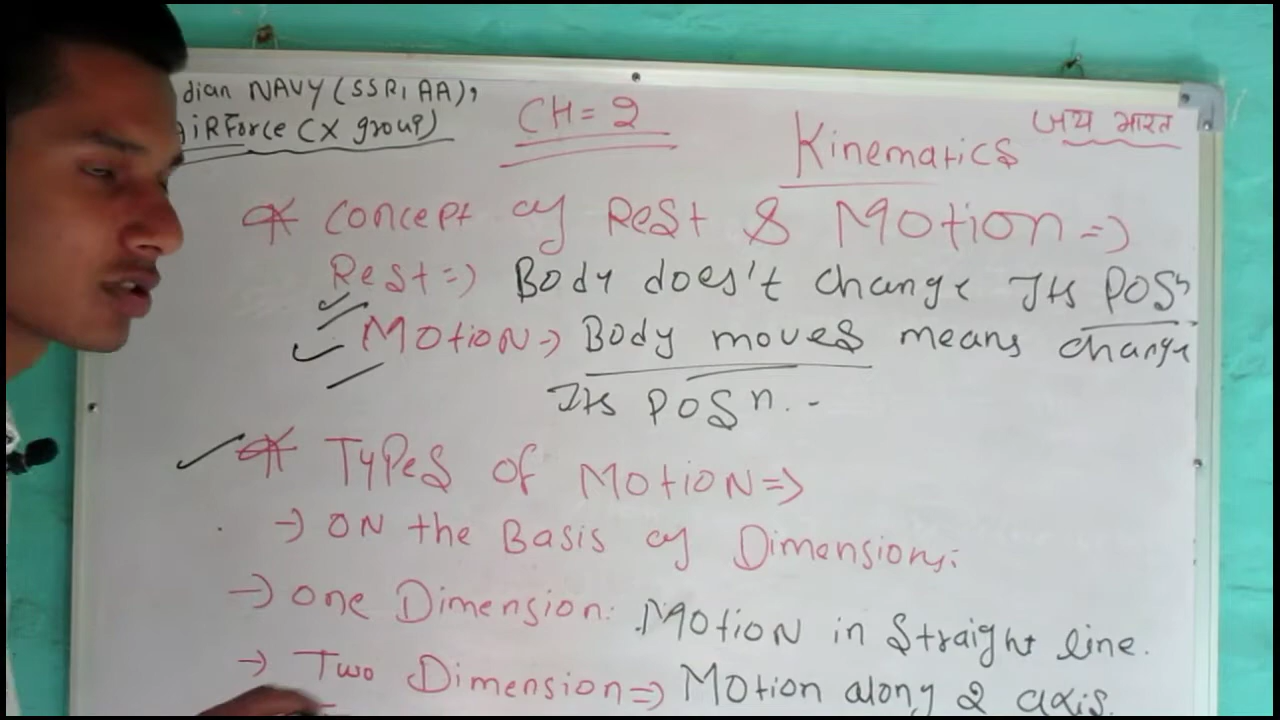 dian NAVY (SSR, AA),
AiRForce (X group)
CH = 2
Kinematics
जय भारत
* Concept of Rest & Motion =>
Rest => Body does't change Its POSn
Motion -> Body moves means change
Its POSn. -
* Types of Motion =>
-> ON the Basis of Dimension:
-> One Dimension: Motion in Straight line.
-> Two Dimension => Motion along 2 axis.